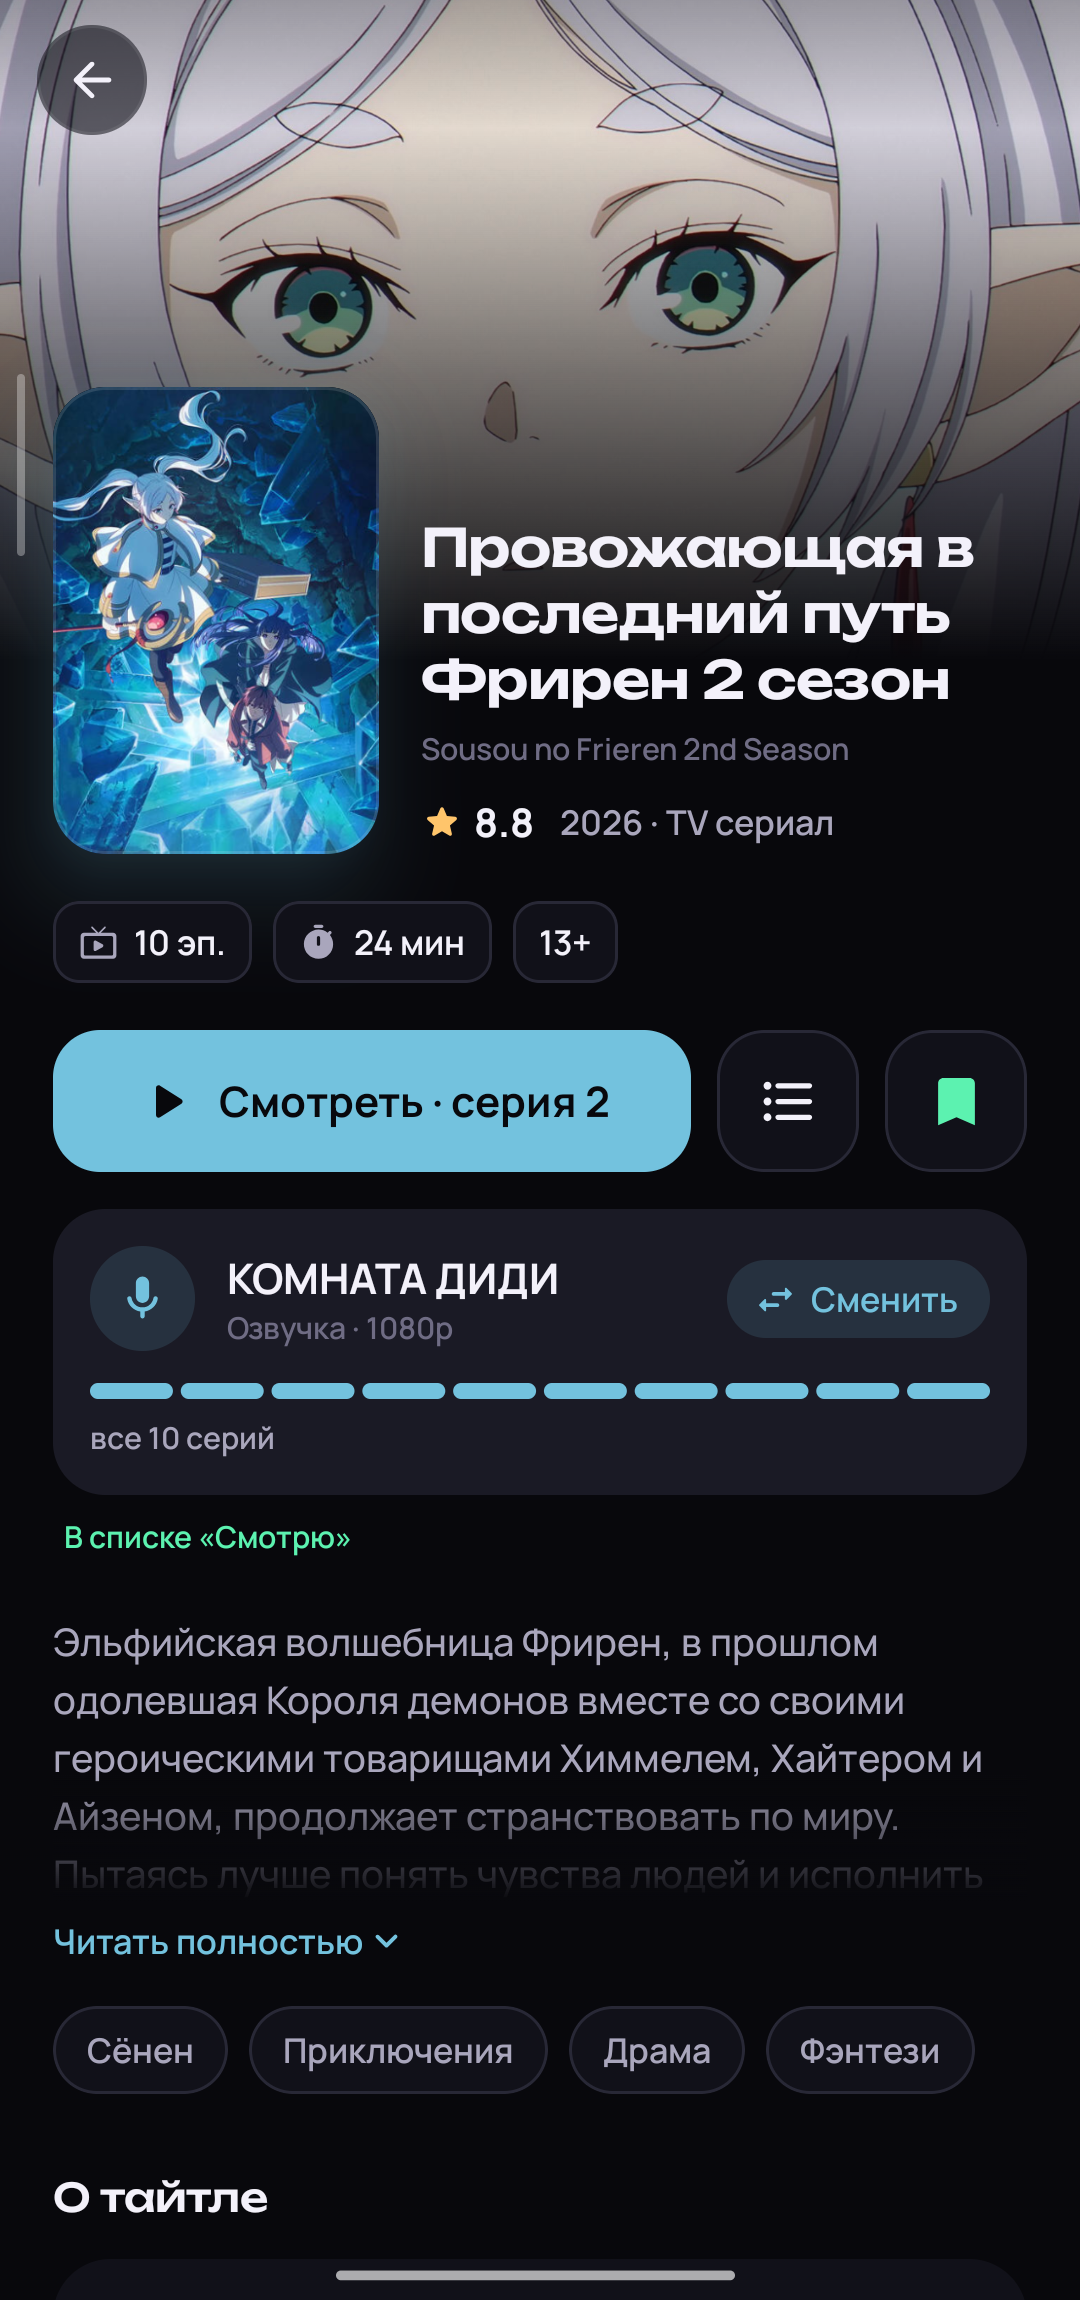 Провожающая в
последний путь
Фрирен 2 сезон
Sousou no Frieren 2nd Season
8.8 2026 · TV сериал
10 эп. 24 мин 13+
Смотреть · серия 2
КОМНАТА ДИДИ
Озвучка · 1080p
Сменить
все 10 серий
В списке «Смотрю»
Эльфийская волшебница Фрирен, в прошлом
одолевшая Короля демонов вместе со своими
героическими товарищами Химмелем, Хайтером и
Айзеном, продолжает странствовать по миру.
Пытаясь лучше понять чувства людей и исполнить
Читать полностью
Сёнен Приключения Драма Фэнтези
О тайтле